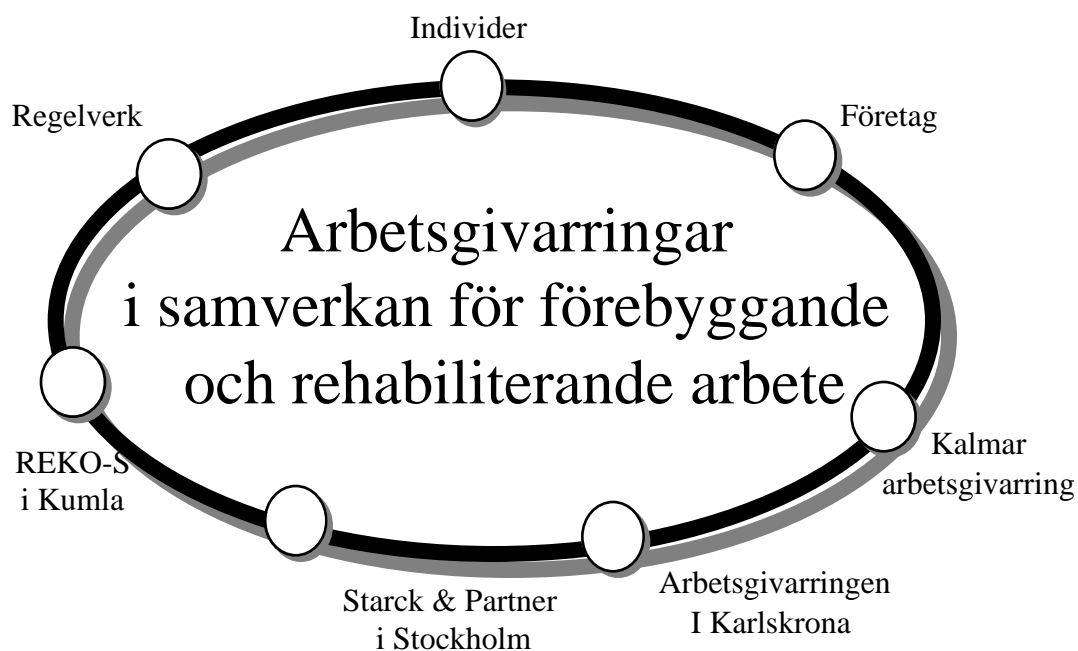 Individer
Regelverk
Företag
Arbetsgivarringar
i samverkan för förebyggande
och rehabiliterande arbete
Kalmar
arbetsgivarring
REKO-S
i Kumla
Arbetsgivarringen
I Karlskrona
Starck & Partner
i Stockholm